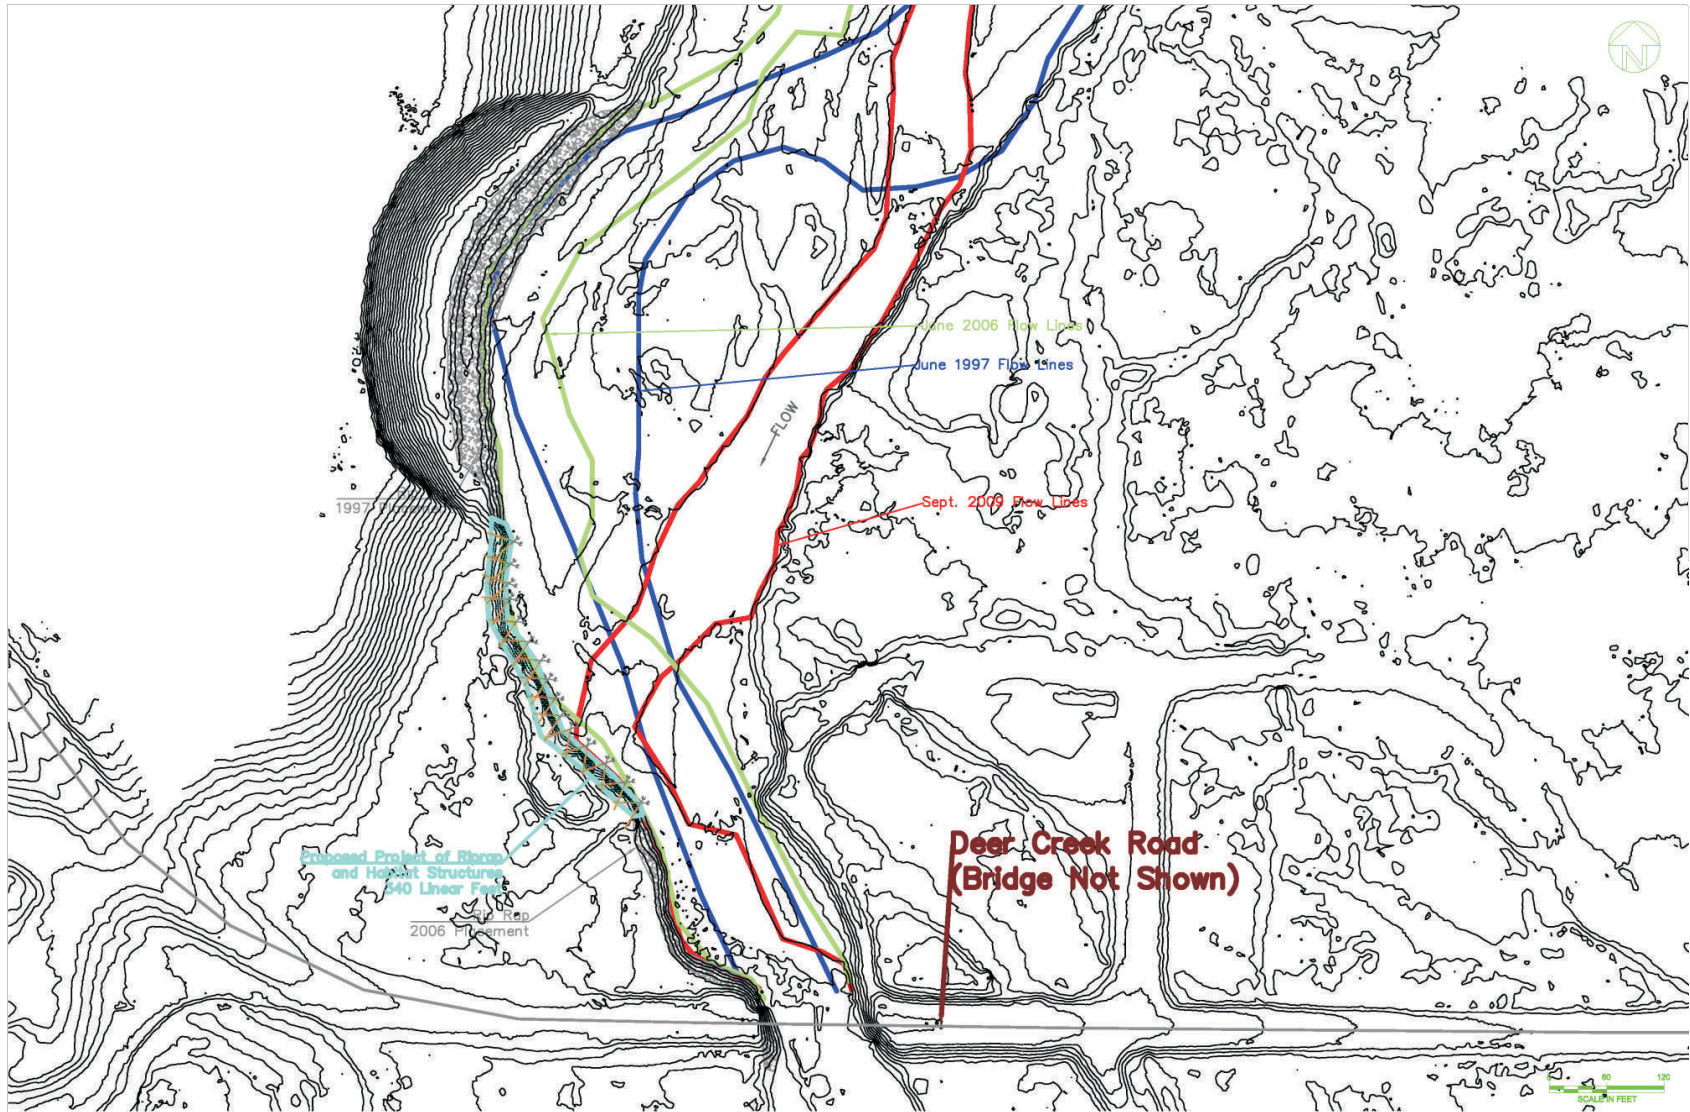 N
June 2006 Flow Lines
June 1997 Flow Lines
FLOW
Sept. 2009 Flow Lines
1997
Deer Creek Road
(Bridge Not Shown)
Proposed Project of Riprap
and Habitat Structures
340 Linear Feet
Rip Rap
2006 Placement
0 60 120
SCALE IN FEET